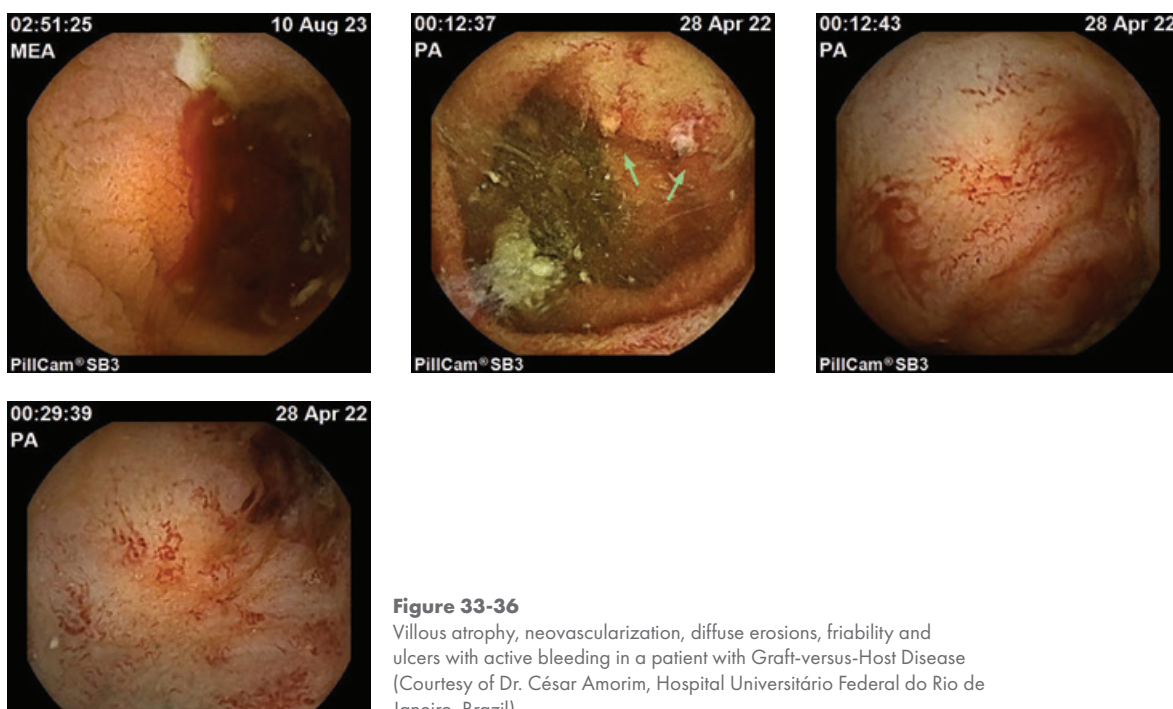 02:51:25 10 Aug 23
MEA
PillCam®SB3
00:12:37 28 Apr 22
PA
PillCam®SB3
00:12:43 28 Apr 22
PA
PillCam®SB3
00:29:39 28 Apr 22
PA
Figure 33-36
Villous atrophy, neovascularization, diffuse erosions, friability and
ulcers with active bleeding in a patient with Graft-versus-Host Disease
(Courtesy of Dr. César Amorim, Hospital Universitário Federal do Rio de
Janeiro, Brazil)